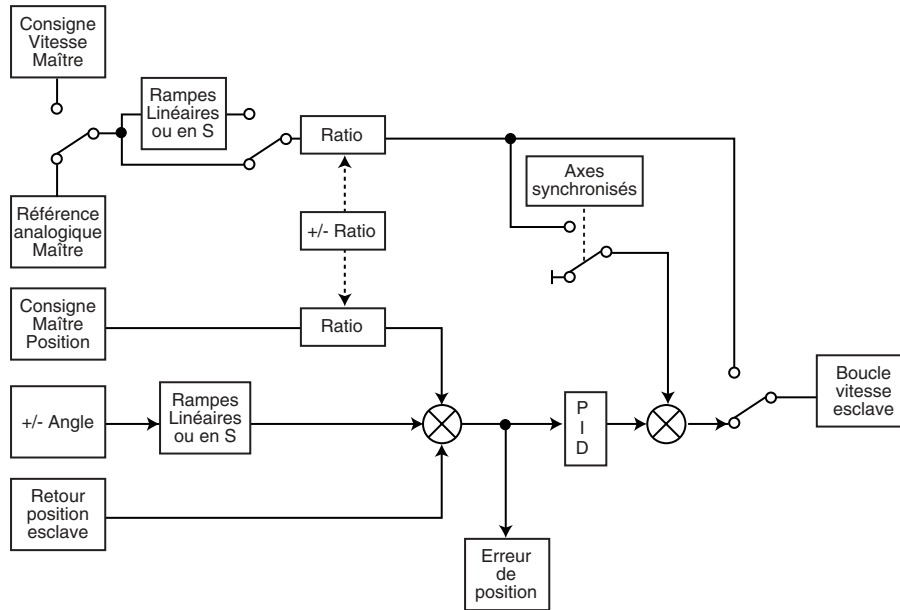 Consigne
Vitesse
Maître
Rampes
Linéaires
ou en S
Ratio
Axes
synchronisés
Référence
analogique
Maître
+/- Ratio
Consigne
Maître
Position
Ratio
Boucle
vitesse
esclave
+/- Angle
Rampes
Linéaires
ou en S
P
I
D
Retour
position
esclave
Erreur
de
position